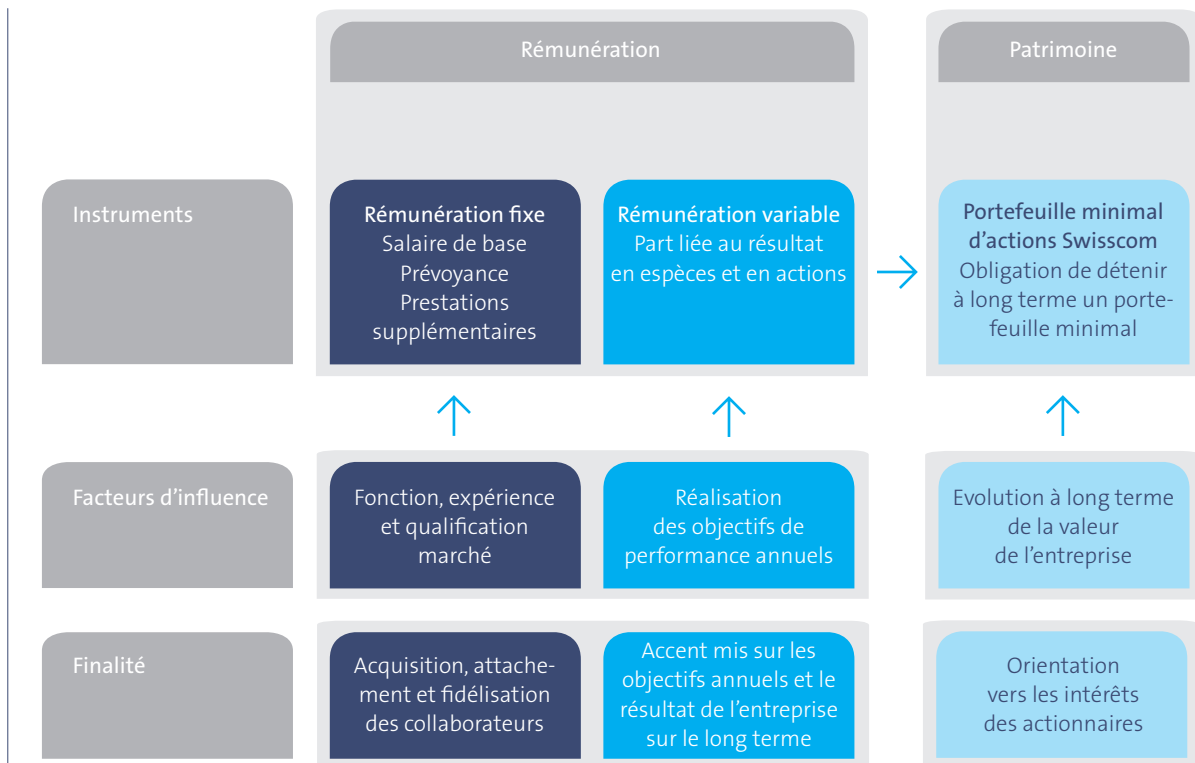 Rémunération
Patrimoine
Instruments
Rémunération fixe
Salaire de base
Prévoyance
Prestations
supplémentaires
Rémunération variable
Part liée au résultat
en espèces et en actions
Portefeuille minimal
d'actions Swisscom
Obligation de détenir
à long terme un porte-
feuille minimal
Facteurs d'influence
Fonction, expérience
et qualification
marché
Réalisation
des objectifs de
performance annuels
Evolution à long terme
de la valeur
de l'entreprise
Finalité
Acquisition, attache-
ment et fidélisation
des collaborateurs
Accent mis sur les
objectifs annuels et le
résultat de l'entreprise
sur le long terme
Orientation
vers les intérêts
des actionnaires